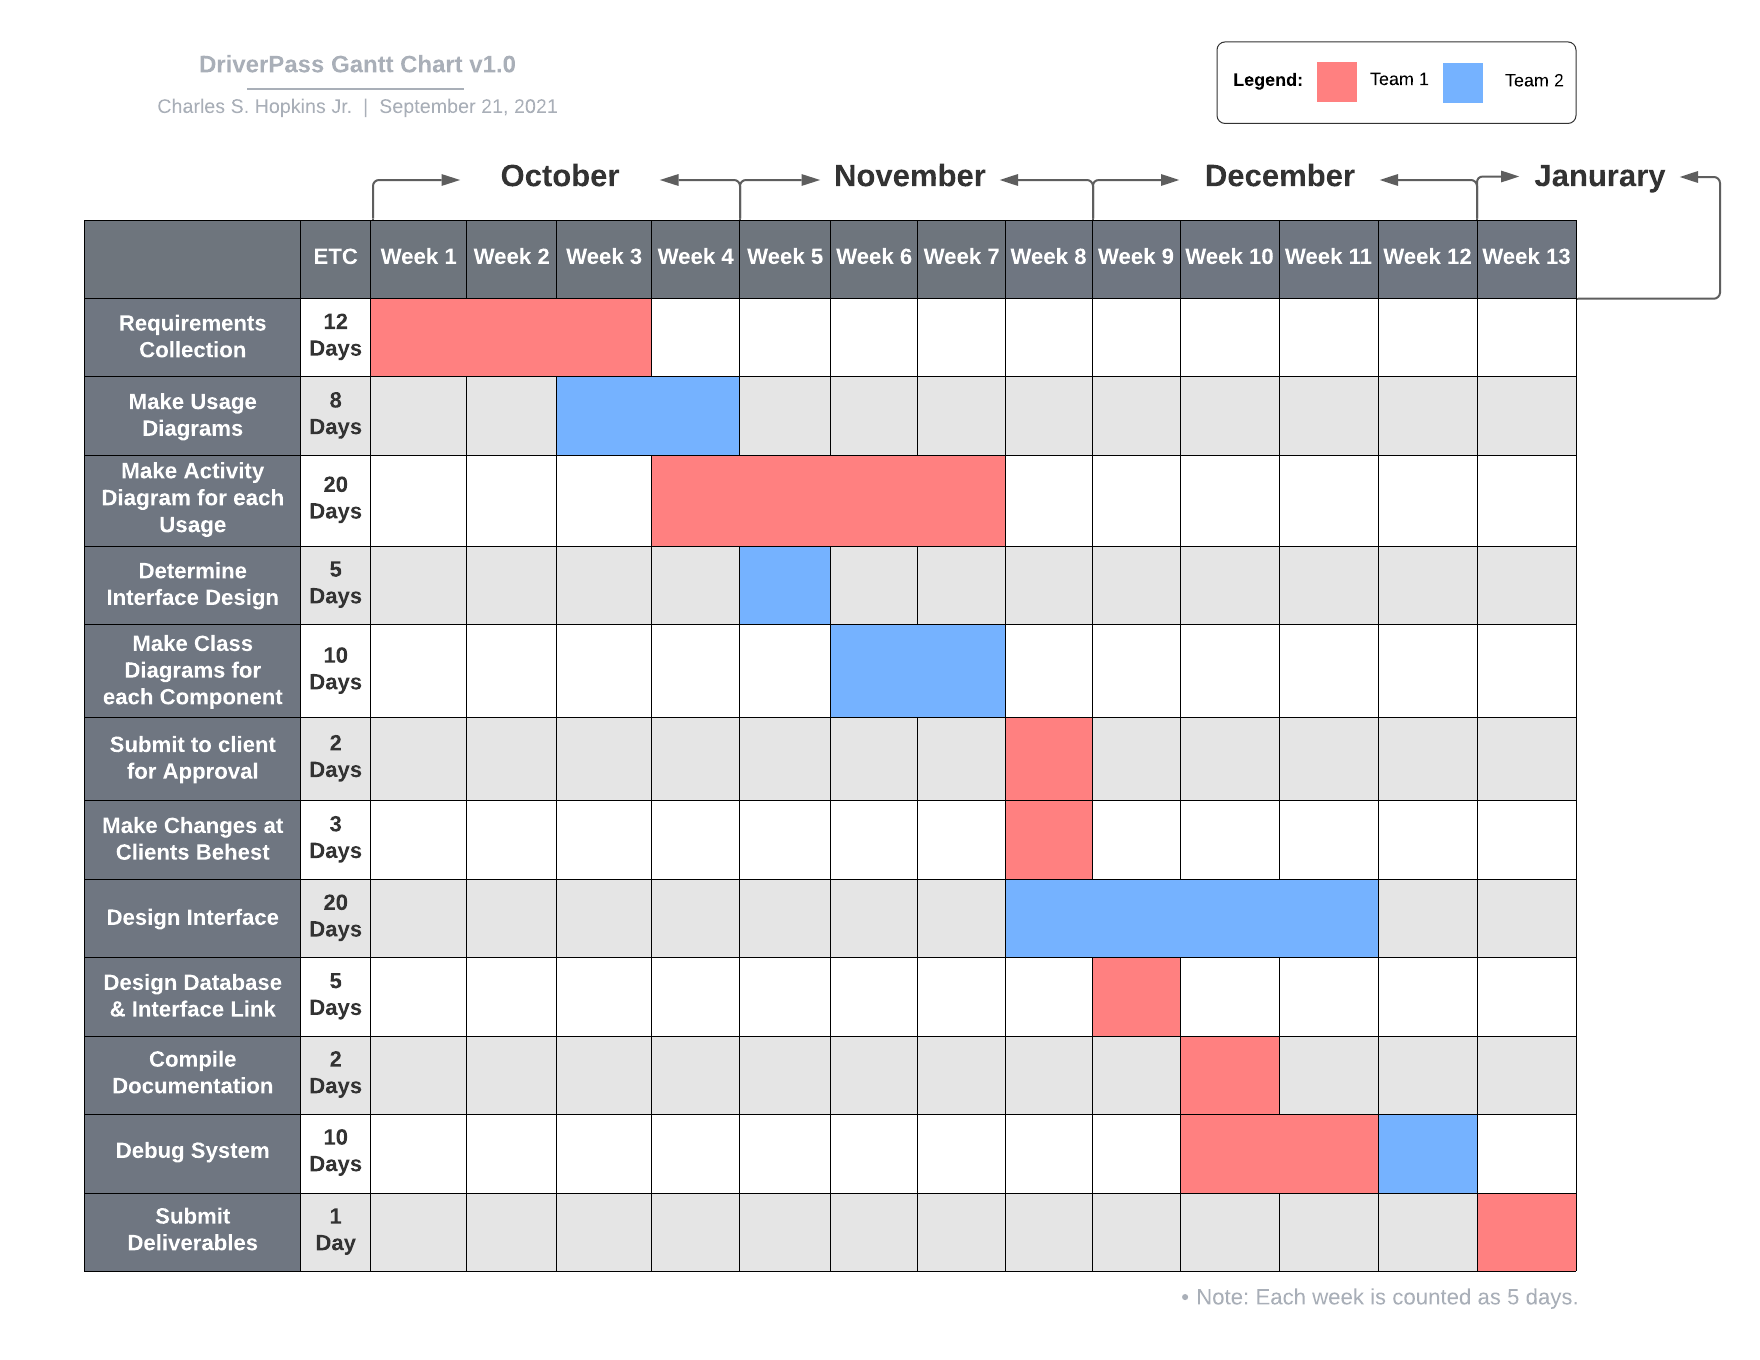 DriverPass Gantt Chart v1.0
Charles S. Hopkins Jr. | September 21, 2021
Legend: Team 1 Team 2
October November December Janurary
ETC Week 1 Week 2 Week 3 Week 4 Week 5 Week 6 Week 7 Week 8 Week 9 Week 10 Week 11 Week 12 Week 13
Requirements
Collection
12
Days
Make Usage
Diagrams
8
Days
Make Activity
Diagram for each
Usage
20
Days
Determine
Interface Design
5
Days
Make Class
Diagrams for
each Component
10
Days
Submit to client
for Approval
2
Days
Make Changes at
Clients Behest
3
Days
Design Interface
20
Days
Design Database
& Interface Link
5
Days
Compile
Documentation
2
Days
Debug System
10
Days
Submit
Deliverables
1
Day
• Note: Each week is counted as 5 days.